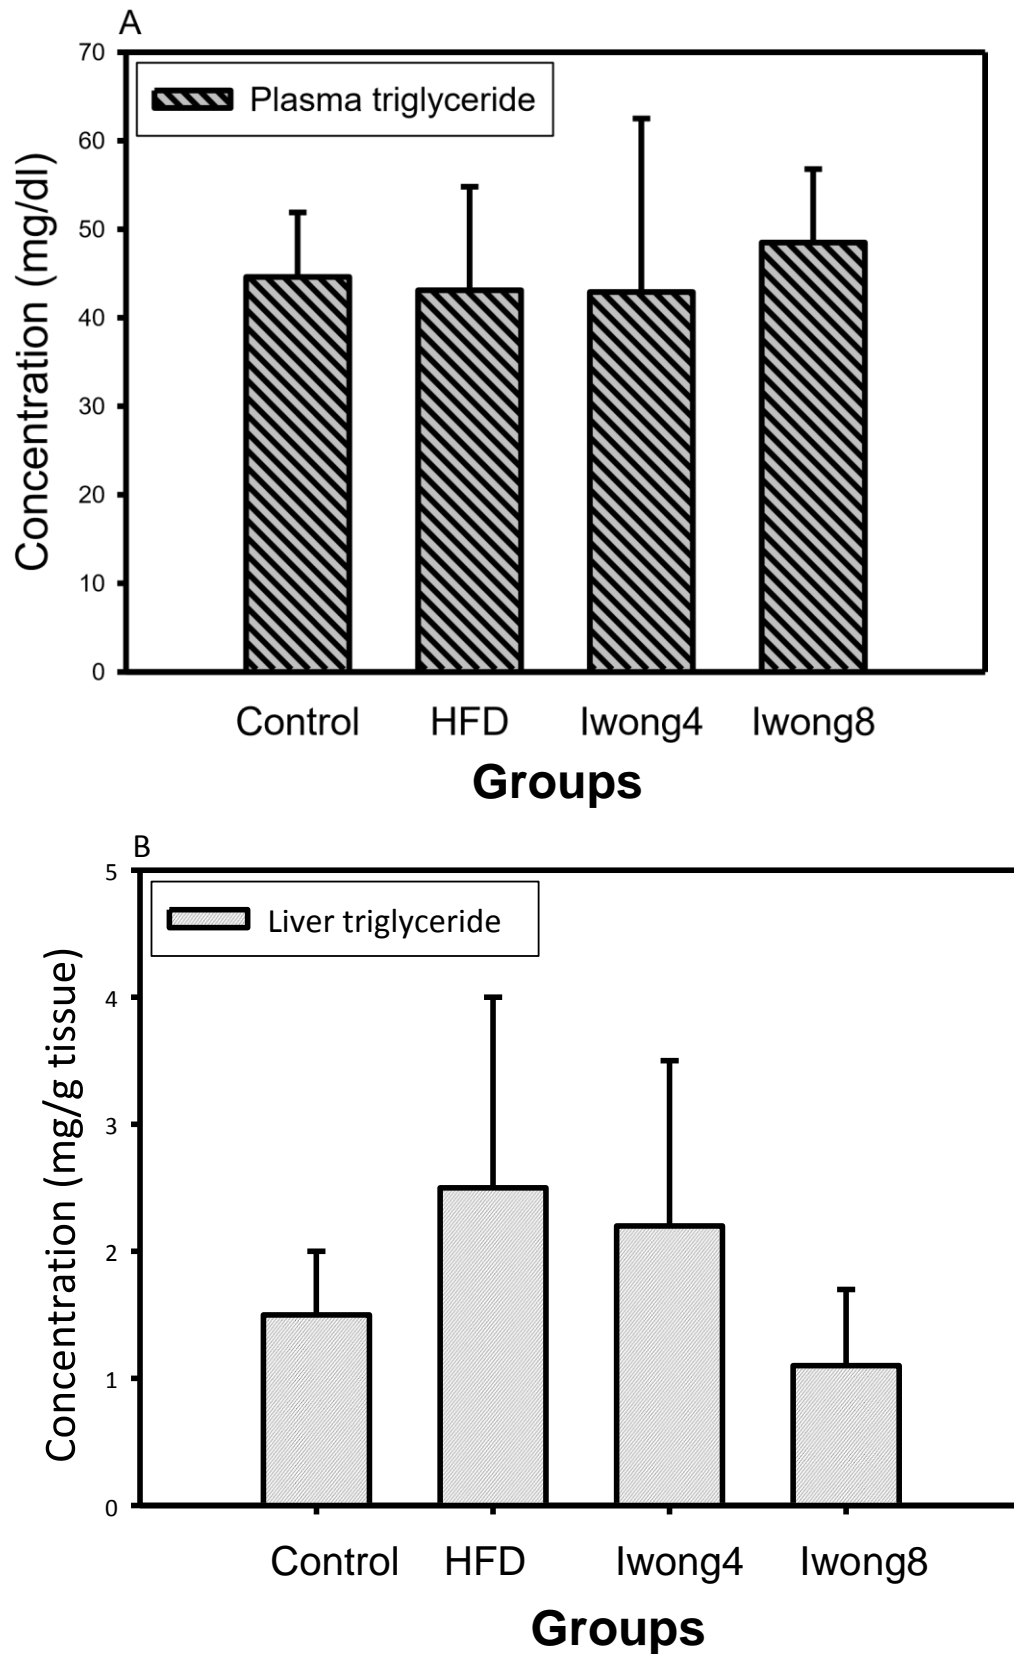 A
70
Plasma triglyceride
60
50
40
30
20
10
0
Concentration (mg/dl)
Control HFD Iwong4 Iwong8
Groups
B
5
Liver triglyceride
4
3
2
1
0
Concentration (mg/g tissue)
Control HFD Iwong4 Iwong8
Groups